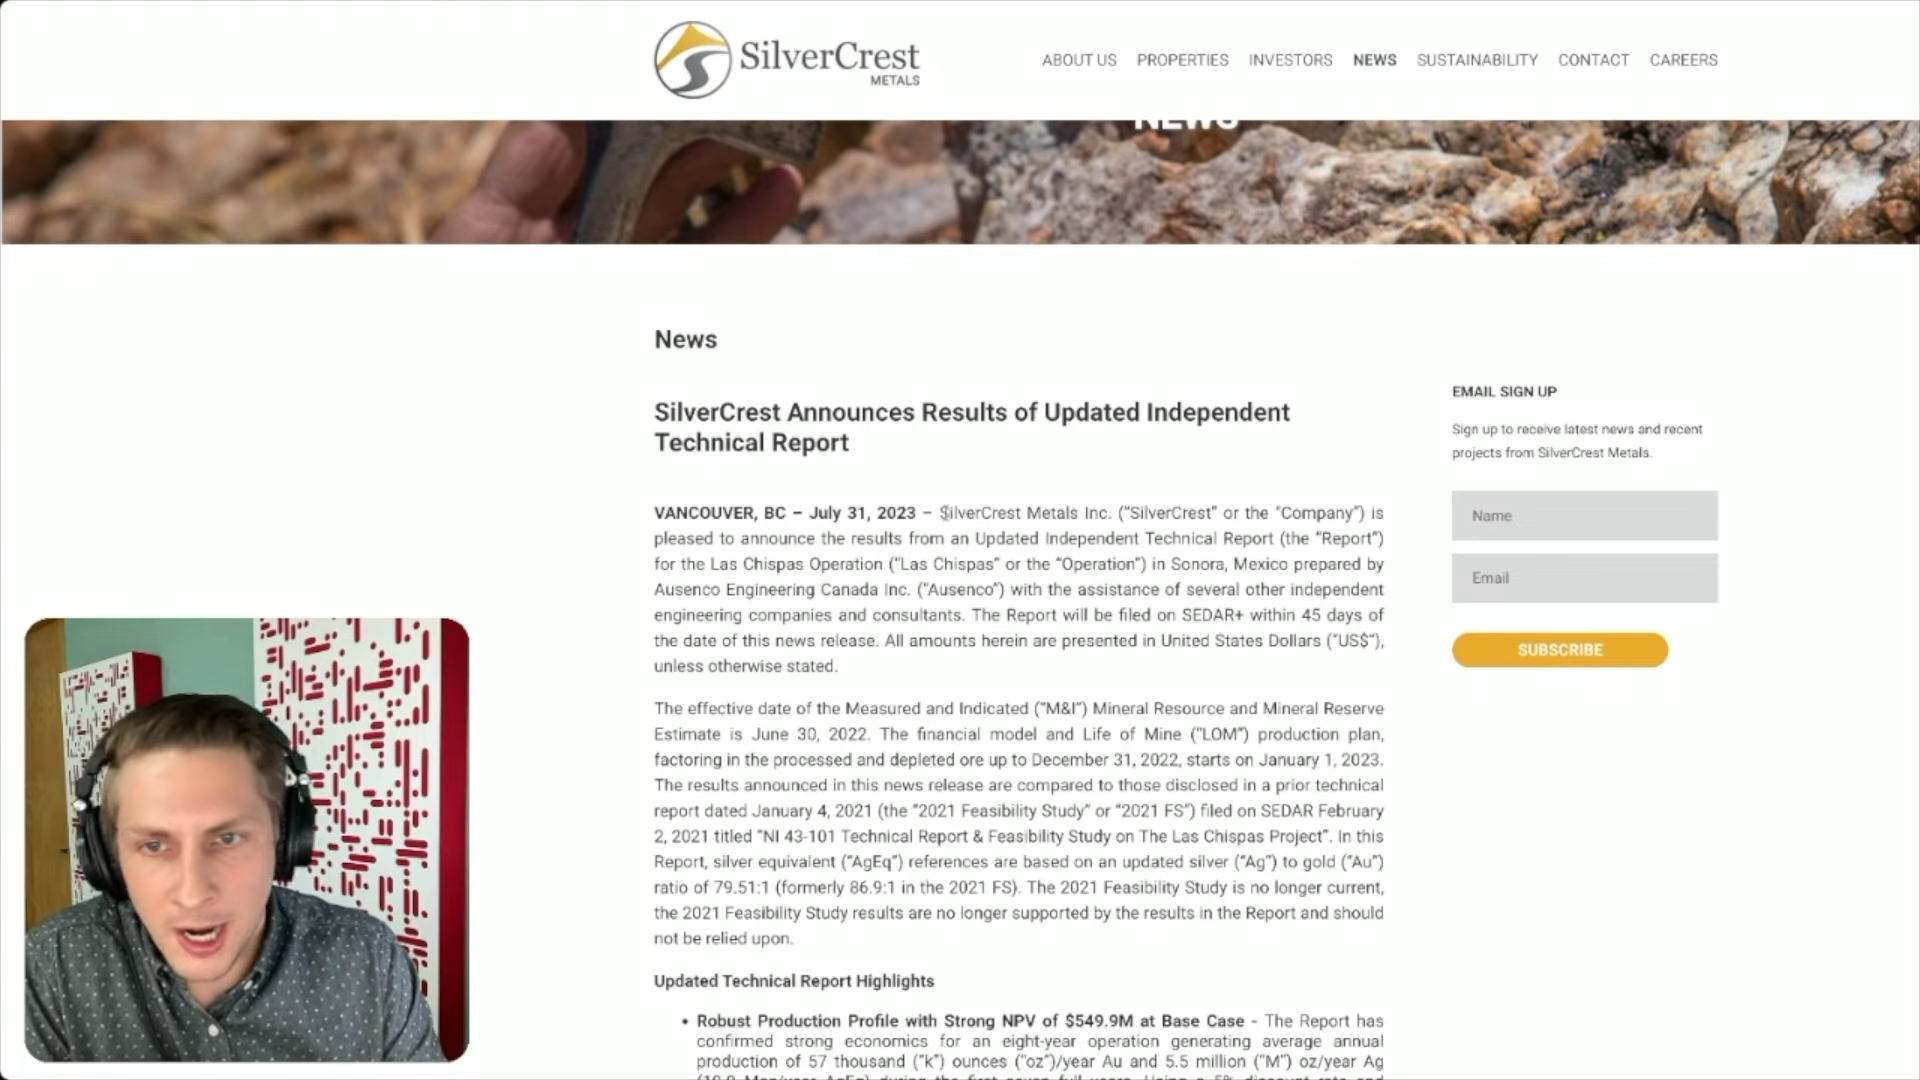 SilverCrest
METALS
ABOUT US PROPERTIES INVESTORS NEWS SUSTAINABILITY CONTACT CAREERS
NEWS
News
SilverCrest Announces Results of Updated Independent
Technical Report
VANCOUVER, BC – July 31, 2023 – SilverCrest Metals Inc. (“SilverCrest” or the “Company”) is
pleased to announce the results from an Updated Independent Technical Report (the “Report”)
for the Las Chispas Operation (“Las Chispas” or the “Operation”) in Sonora, Mexico prepared by
Ausenco Engineering Canada Inc. (“Ausenco”) with the assistance of several other independent
engineering companies and consultants. The Report will be filed on SEDAR+ within 45 days of
the date of this news release. All amounts herein are presented in United States Dollars (“US$”),
unless otherwise stated.
The effective date of the Measured and Indicated (“M&I”) Mineral Resource and Mineral Reserve
Estimate is June 30, 2022. The financial model and Life of Mine (“LOM”) production plan,
factoring in the processed and depleted ore up to December 31, 2022, starts on January 1, 2023.
The results announced in this news release are compared to those disclosed in a prior technical
report dated January 4, 2021 (the “2021 Feasibility Study” or “2021 FS”) filed on SEDAR February
2, 2021 titled “NI 43-101 Technical Report & Feasibility Study on The Las Chispas Project”. In this
Report, silver equivalent (“AgEq”) references are based on an updated silver (“Ag”) to gold (“Au”)
ratio of 79.51:1 (formerly 86.9:1 in the 2021 FS). The 2021 Feasibility Study is no longer current,
the 2021 Feasibility Study results are no longer supported by the results in the Report and should
not be relied upon.
Updated Technical Report Highlights
• Robust Production Profile with Strong NPV of $549.9M at Base Case - The Report has
confirmed strong economics for an eight-year operation generating average annual
production of 57 thousand (“k”) ounces (“oz”)/year Au and 5.5 million (“M”) oz/year Ag
EMAIL SIGN UP
Sign up to receive latest news and recent
projects from SilverCrest Metals.
Name
Email
SUBSCRIBE